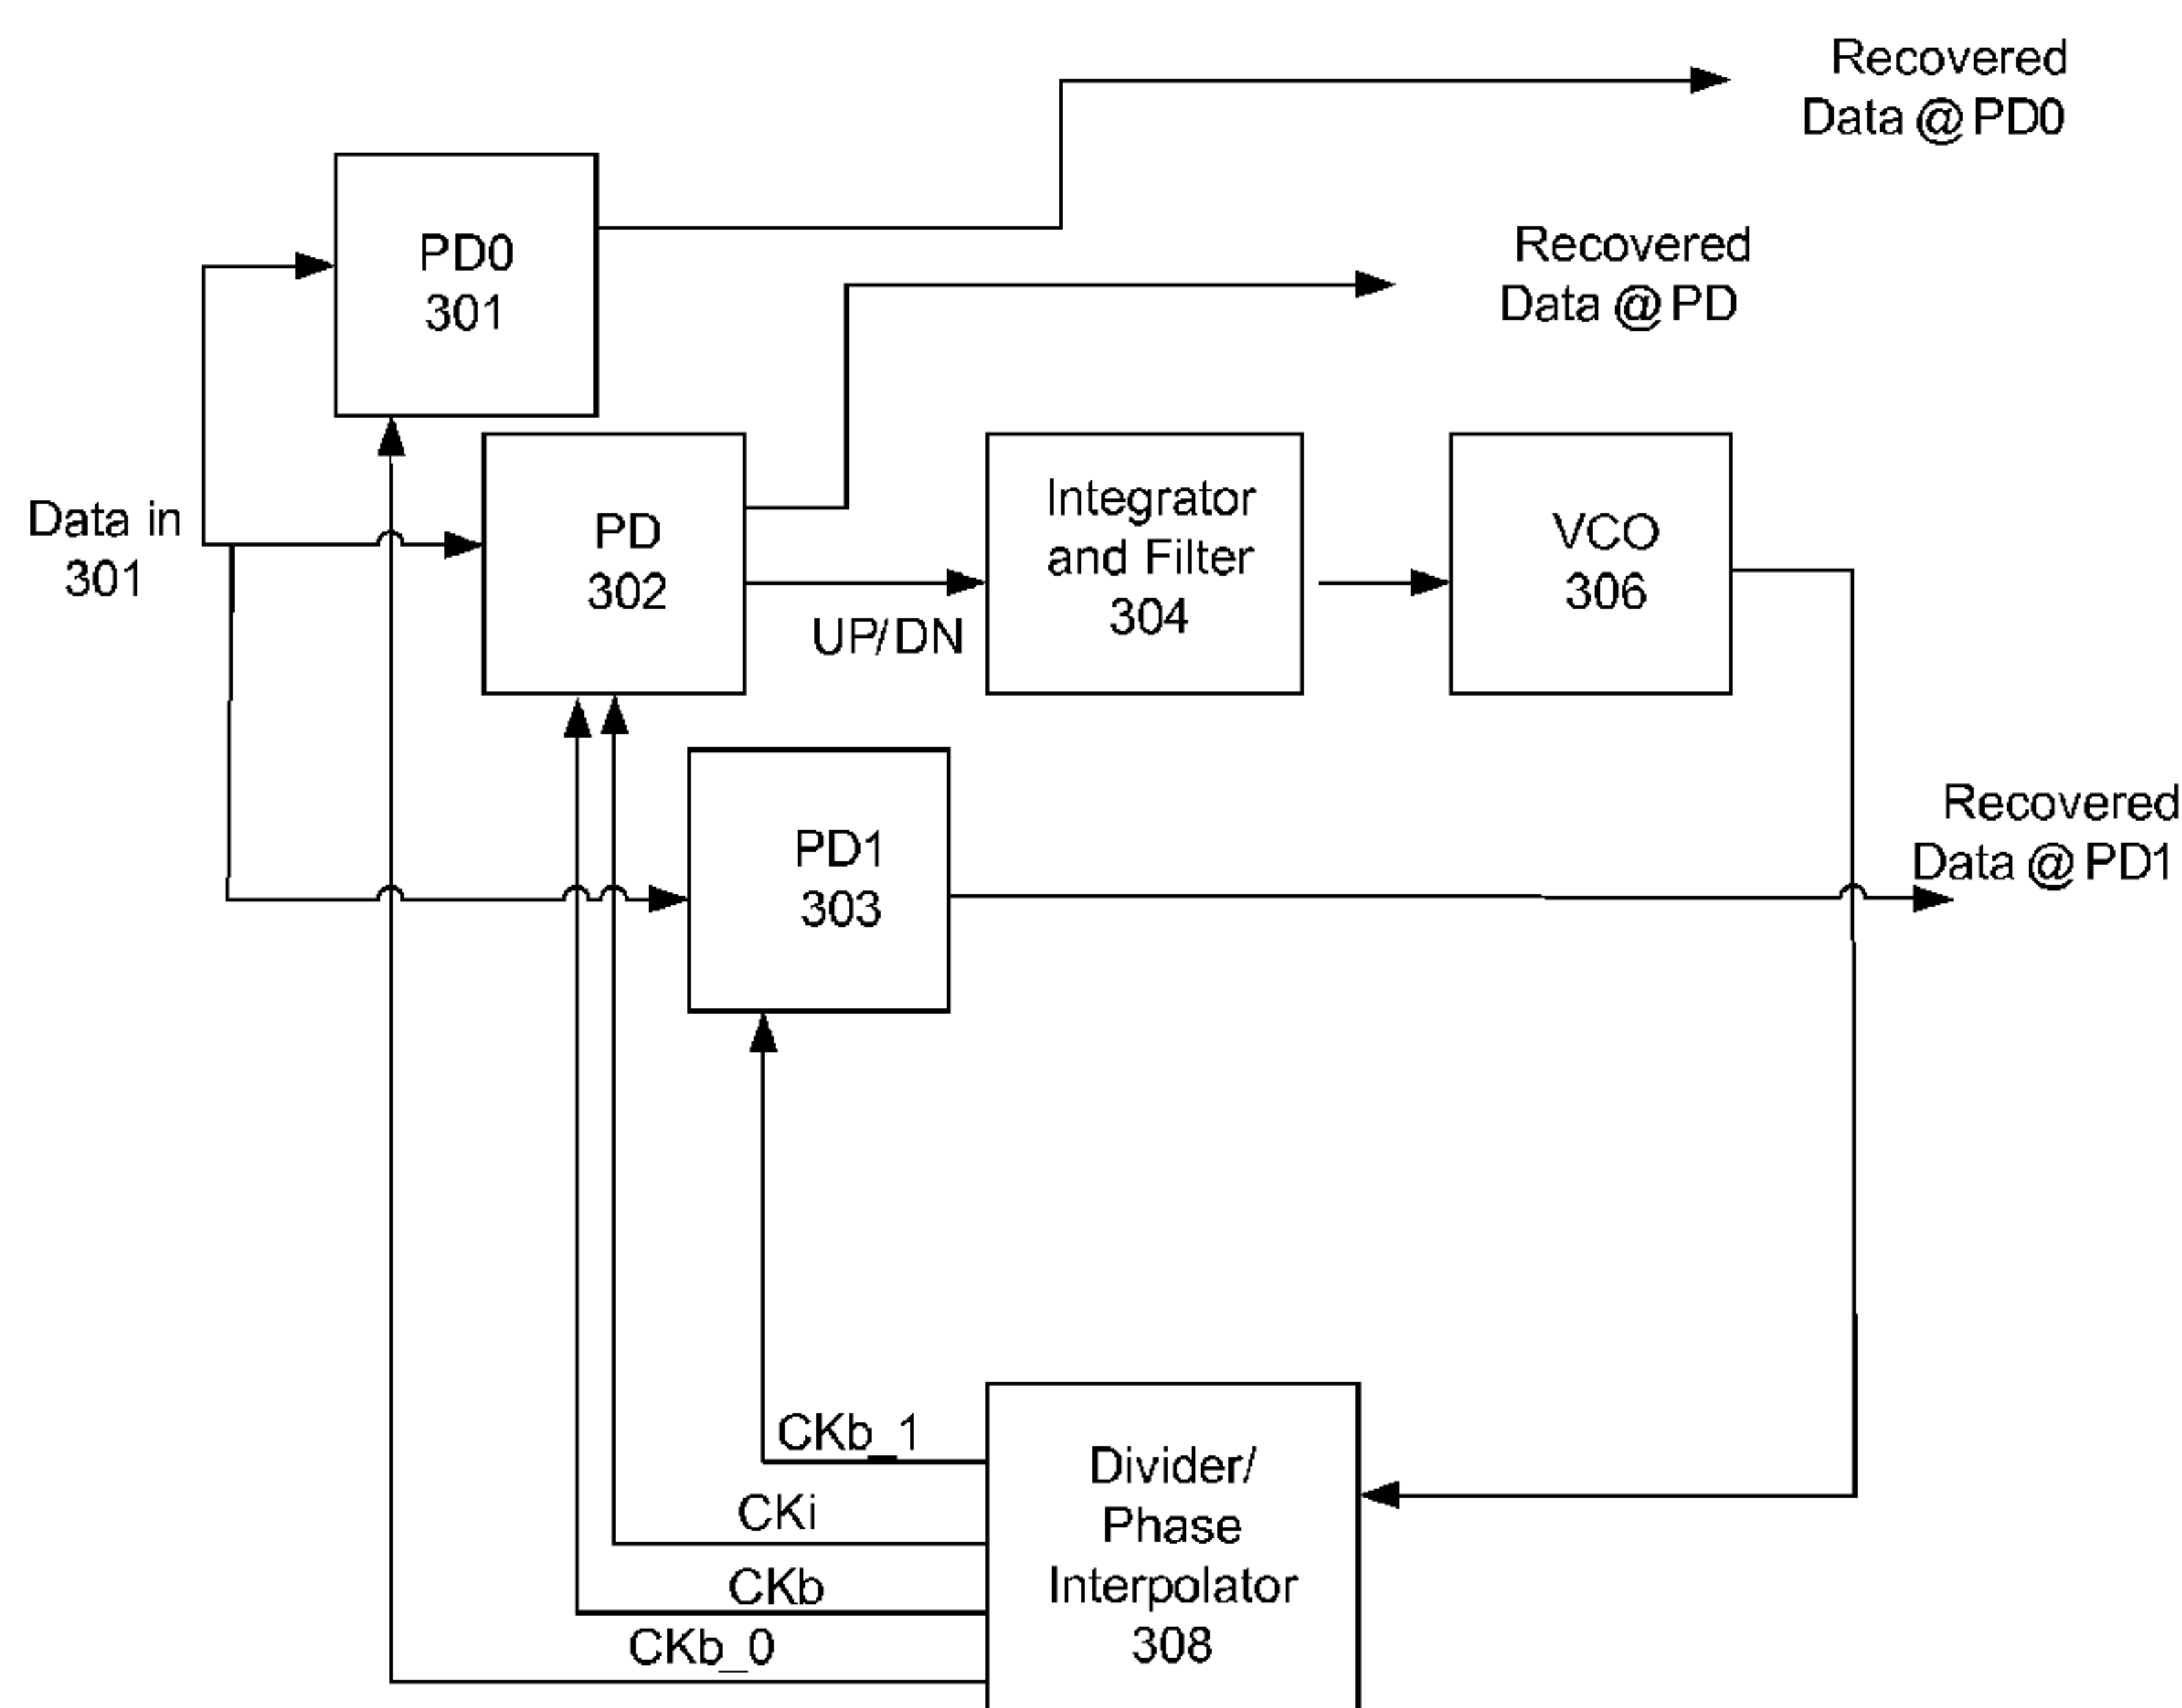 Recovered
Data @ PD0
PD0
301
Recovered
Data @ PD
Data in
301
PD
302
UP/DN
Integrator
and Filter
304
VCO
306
PD1
303
Recovered
Data @ PD1
CKb_1
CKi
CKb
CKb_0
Divider/
Phase
Interpolator
308